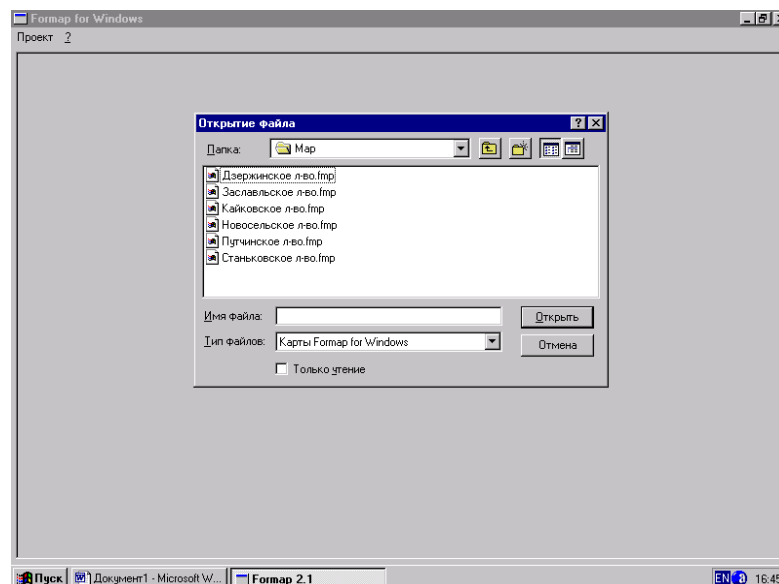 Formap for Windows
Проект ?
Открытие файла
Папка: Map
Дзержинское л-во.fmp
Заславльское л-во.fmp
Кайковское л-во.fmp
Новосельское л-во.fmp
Путчинское л-во.fmp
Станьковское л-во.fmp
Имя файла: Открыть
Тип файлов: Карты Formap for Windows Отмена
Только чтение
Пуск Документ1 - Microsoft W... Formap 2.1 EN 16:45